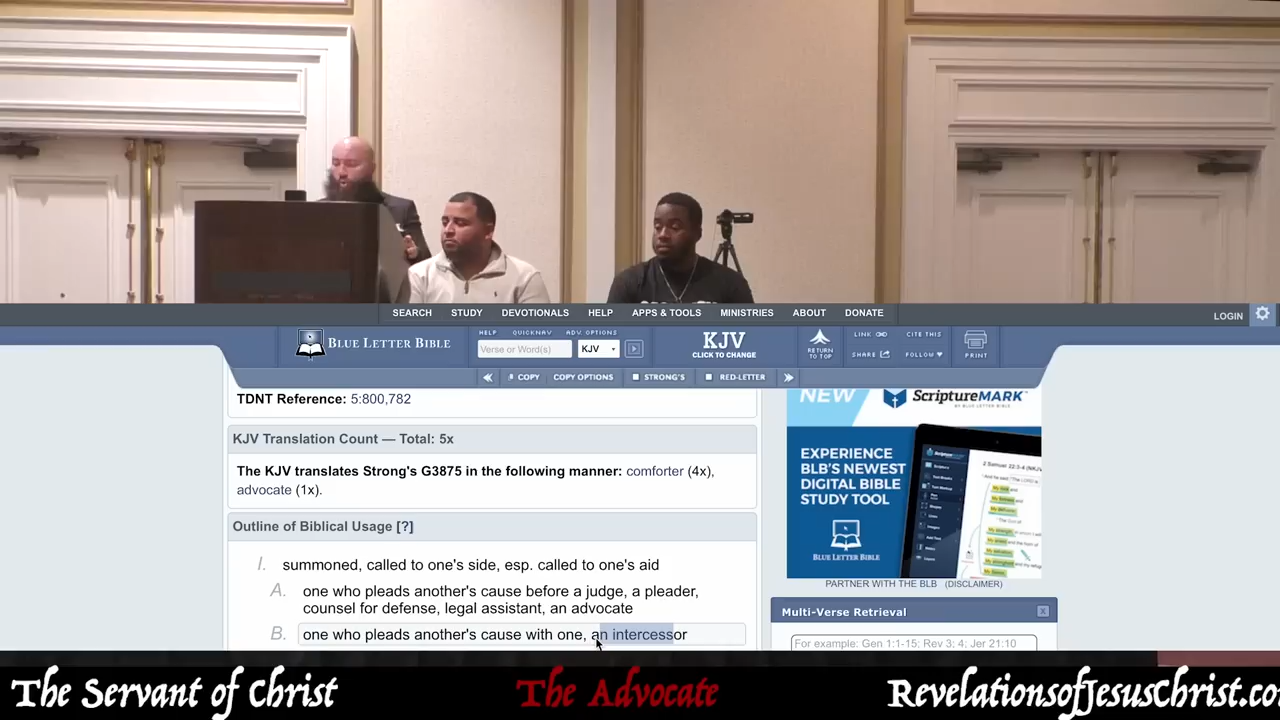 SEARCH STUDY DEVOTIONALS HELP APPS & TOOLS MINISTRIES ABOUT DONATE LOGIN
HELP QUICKNAV ADV. OPTIONS
BLUE LETTER BIBLE
Verse or Word(s) KJV
KJV
CLICK TO CHANGE
RETURN
TO TOP
LINK CITE THIS
SHARE FOLLOW
PRINT
COPY COPY OPTIONS STRONG'S RED-LETTER
TDNT Reference: 5:800,782
KJV Translation Count — Total: 5x
The KJV translates Strong's G3875 in the following manner: comforter (4x),
advocate (1x).
Outline of Biblical Usage [?]
I. summoned, called to one's side, esp. called to one's aid
A. one who pleads another's cause before a judge, a pleader,
counsel for defense, legal assistant, an advocate
B. one who pleads another's cause with one, an intercessor
NEW ScriptureMARK
BY BLUE LETTER BIBLE
EXPERIENCE
BLB'S NEWEST
DIGITAL BIBLE
STUDY TOOL
BLUE LETTER BIBLE
PARTNER WITH THE BLB (DISCLAIMER)
Multi-Verse Retrieval
For example: Gen 1:1-15; Rev 3; 4; Jer 21:10
The Servant of Christ The Advocate RevelationsofJesusChrist.co